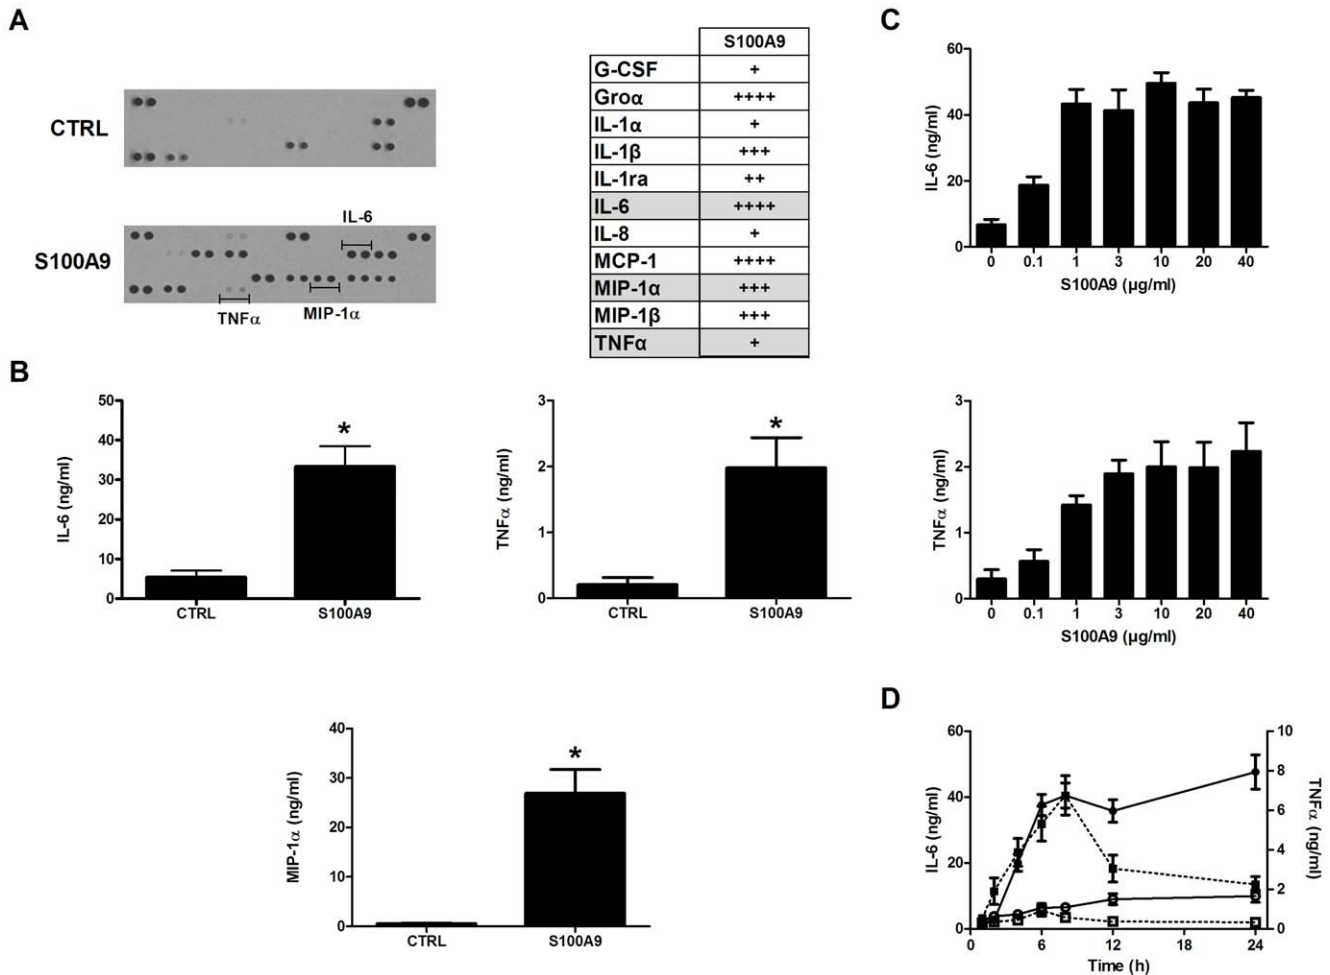 A
CTRL
S100A9
IL-6
TNFα
MIP-1α
S100A9
G-CSF +
Groα ++++
IL-1α +
IL-1β +++
IL-1ra ++
IL-6 ++++
IL-8 +
MCP-1 ++++
MIP-1α +++
MIP-1β +++
TNFα +
C
60
40
20
0
IL-6 (ng/ml)
0 0.1 1 3 10 20 40
S100A9 (µg/ml)
B
50
40
30
20
10
0
IL-6 (ng/ml)
*
CTRL S100A9
3
2
1
0
TNFα (ng/ml)
*
CTRL S100A9
3
2
1
0
TNFα (ng/ml)
0 0.1 1 3 10 20 40
S100A9 (µg/ml)
40
30
20
10
0
MIP-1α (ng/ml)
*
CTRL S100A9
D
60
40
20
0
IL-6 (ng/ml)
10
8
6
4
2
0
TNFα (ng/ml)
0 6 12 18 24
Time (h)